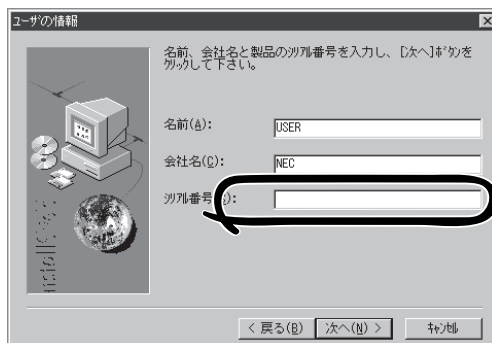 ユーザの情報
名前、会社名と製品のｼﾘｱﾙ番号を入力し、[次へ]ﾎﾞﾀﾝを
ｸﾘｯｸして下さい。
名前(A):
USER
会社名(C):
NEC
ｼﾘｱﾙ番号(S):
< 戻る(B)
次へ(N) >
ｷｬﾝｾﾙ